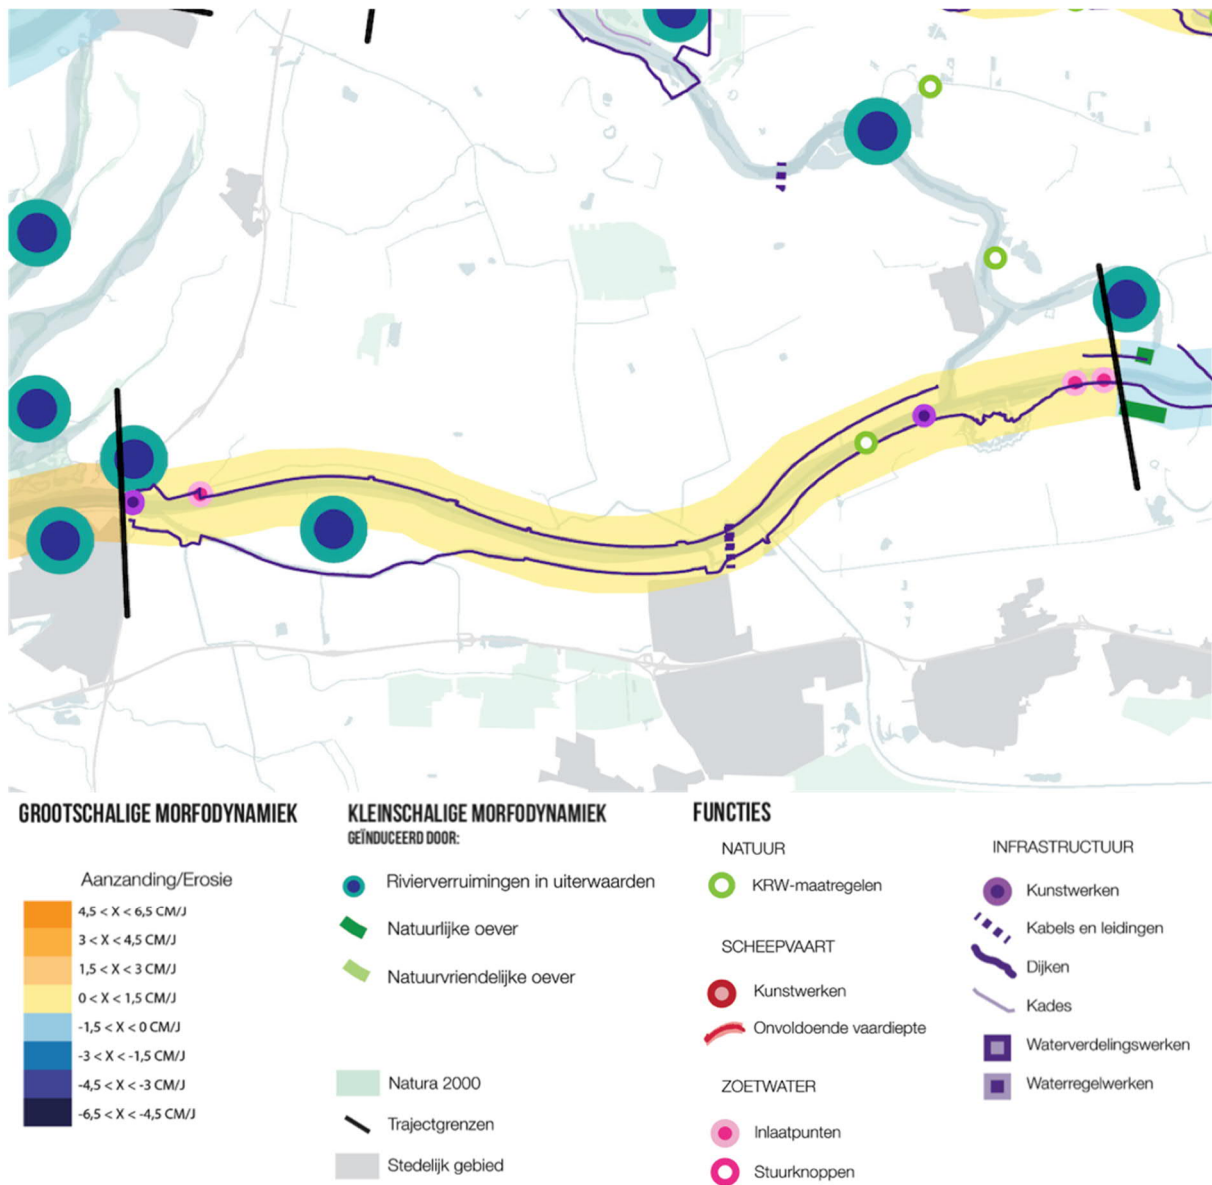 GROOTSCHALIGE MORFODYNAMIEK
Aanzanding/Erosie
4,5 < X < 6,5 CM/J
3 < X < 4,5 CM/J
1,5 < X < 3 CM/J
0 < X < 1,5 CM/J
-1,5 < X < 0 CM/J
-3 < X < -1,5 CM/J
-4,5 < X < -3 CM/J
-6,5 < X < -4,5 CM/J
KLEINSCHALIGE MORFODYNAMIEK
GEÏNDUCEERD DOOR:
Rivierverruimingen in uiterwaarden
Natuurlijke oever
Natuurvriendelijke oever
Natura 2000
Trajectgrenzen
Stedelijk gebied
FUNCTIES
NATUUR
KRW-maatregelen
SCHEEPVAART
Kunstwerken
Onvoldoende vaardiepte
ZOETWATER
Inlaatpunten
Stuurknoppen
INFRASTRUCTUUR
Kunstwerken
Kabels en leidingen
Dijken
Kades
Waterverdelingswerken
Waterregelwerken